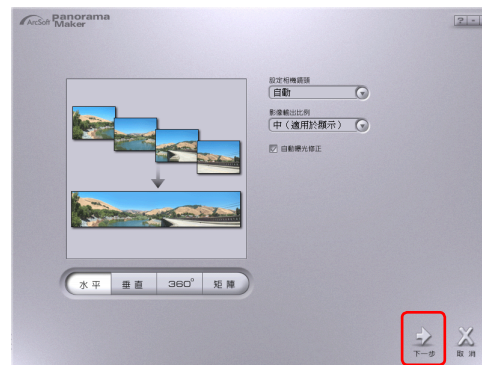 ArcSoft Panorama Maker
? -
設定相機鏡頭
自動
影像輸出比例
中（適用於顯示）
自動曝光修正
水平 垂直 360° 矩陣
下一步 取消